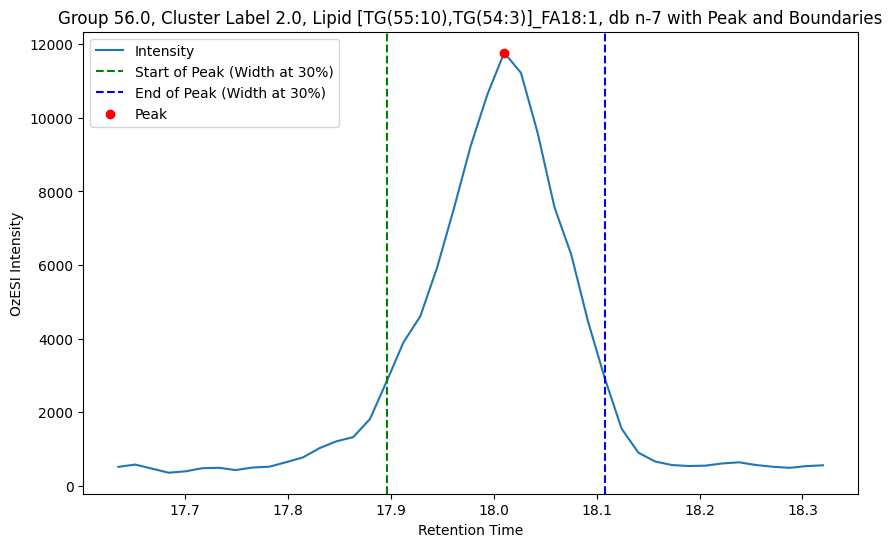 Group 56.0, Cluster Label 2.0, Lipid [TG(55:10),TG(54:3)]_FA18:1, db n-7 with Peak and Boundaries
Intensity
Start of Peak (Width at 30%)
End of Peak (Width at 30%)
Peak
OzESI Intensity
12000
10000
8000
6000
4000
2000
0
17.7 17.8 17.9 18.0 18.1 18.2 18.3
Retention Time